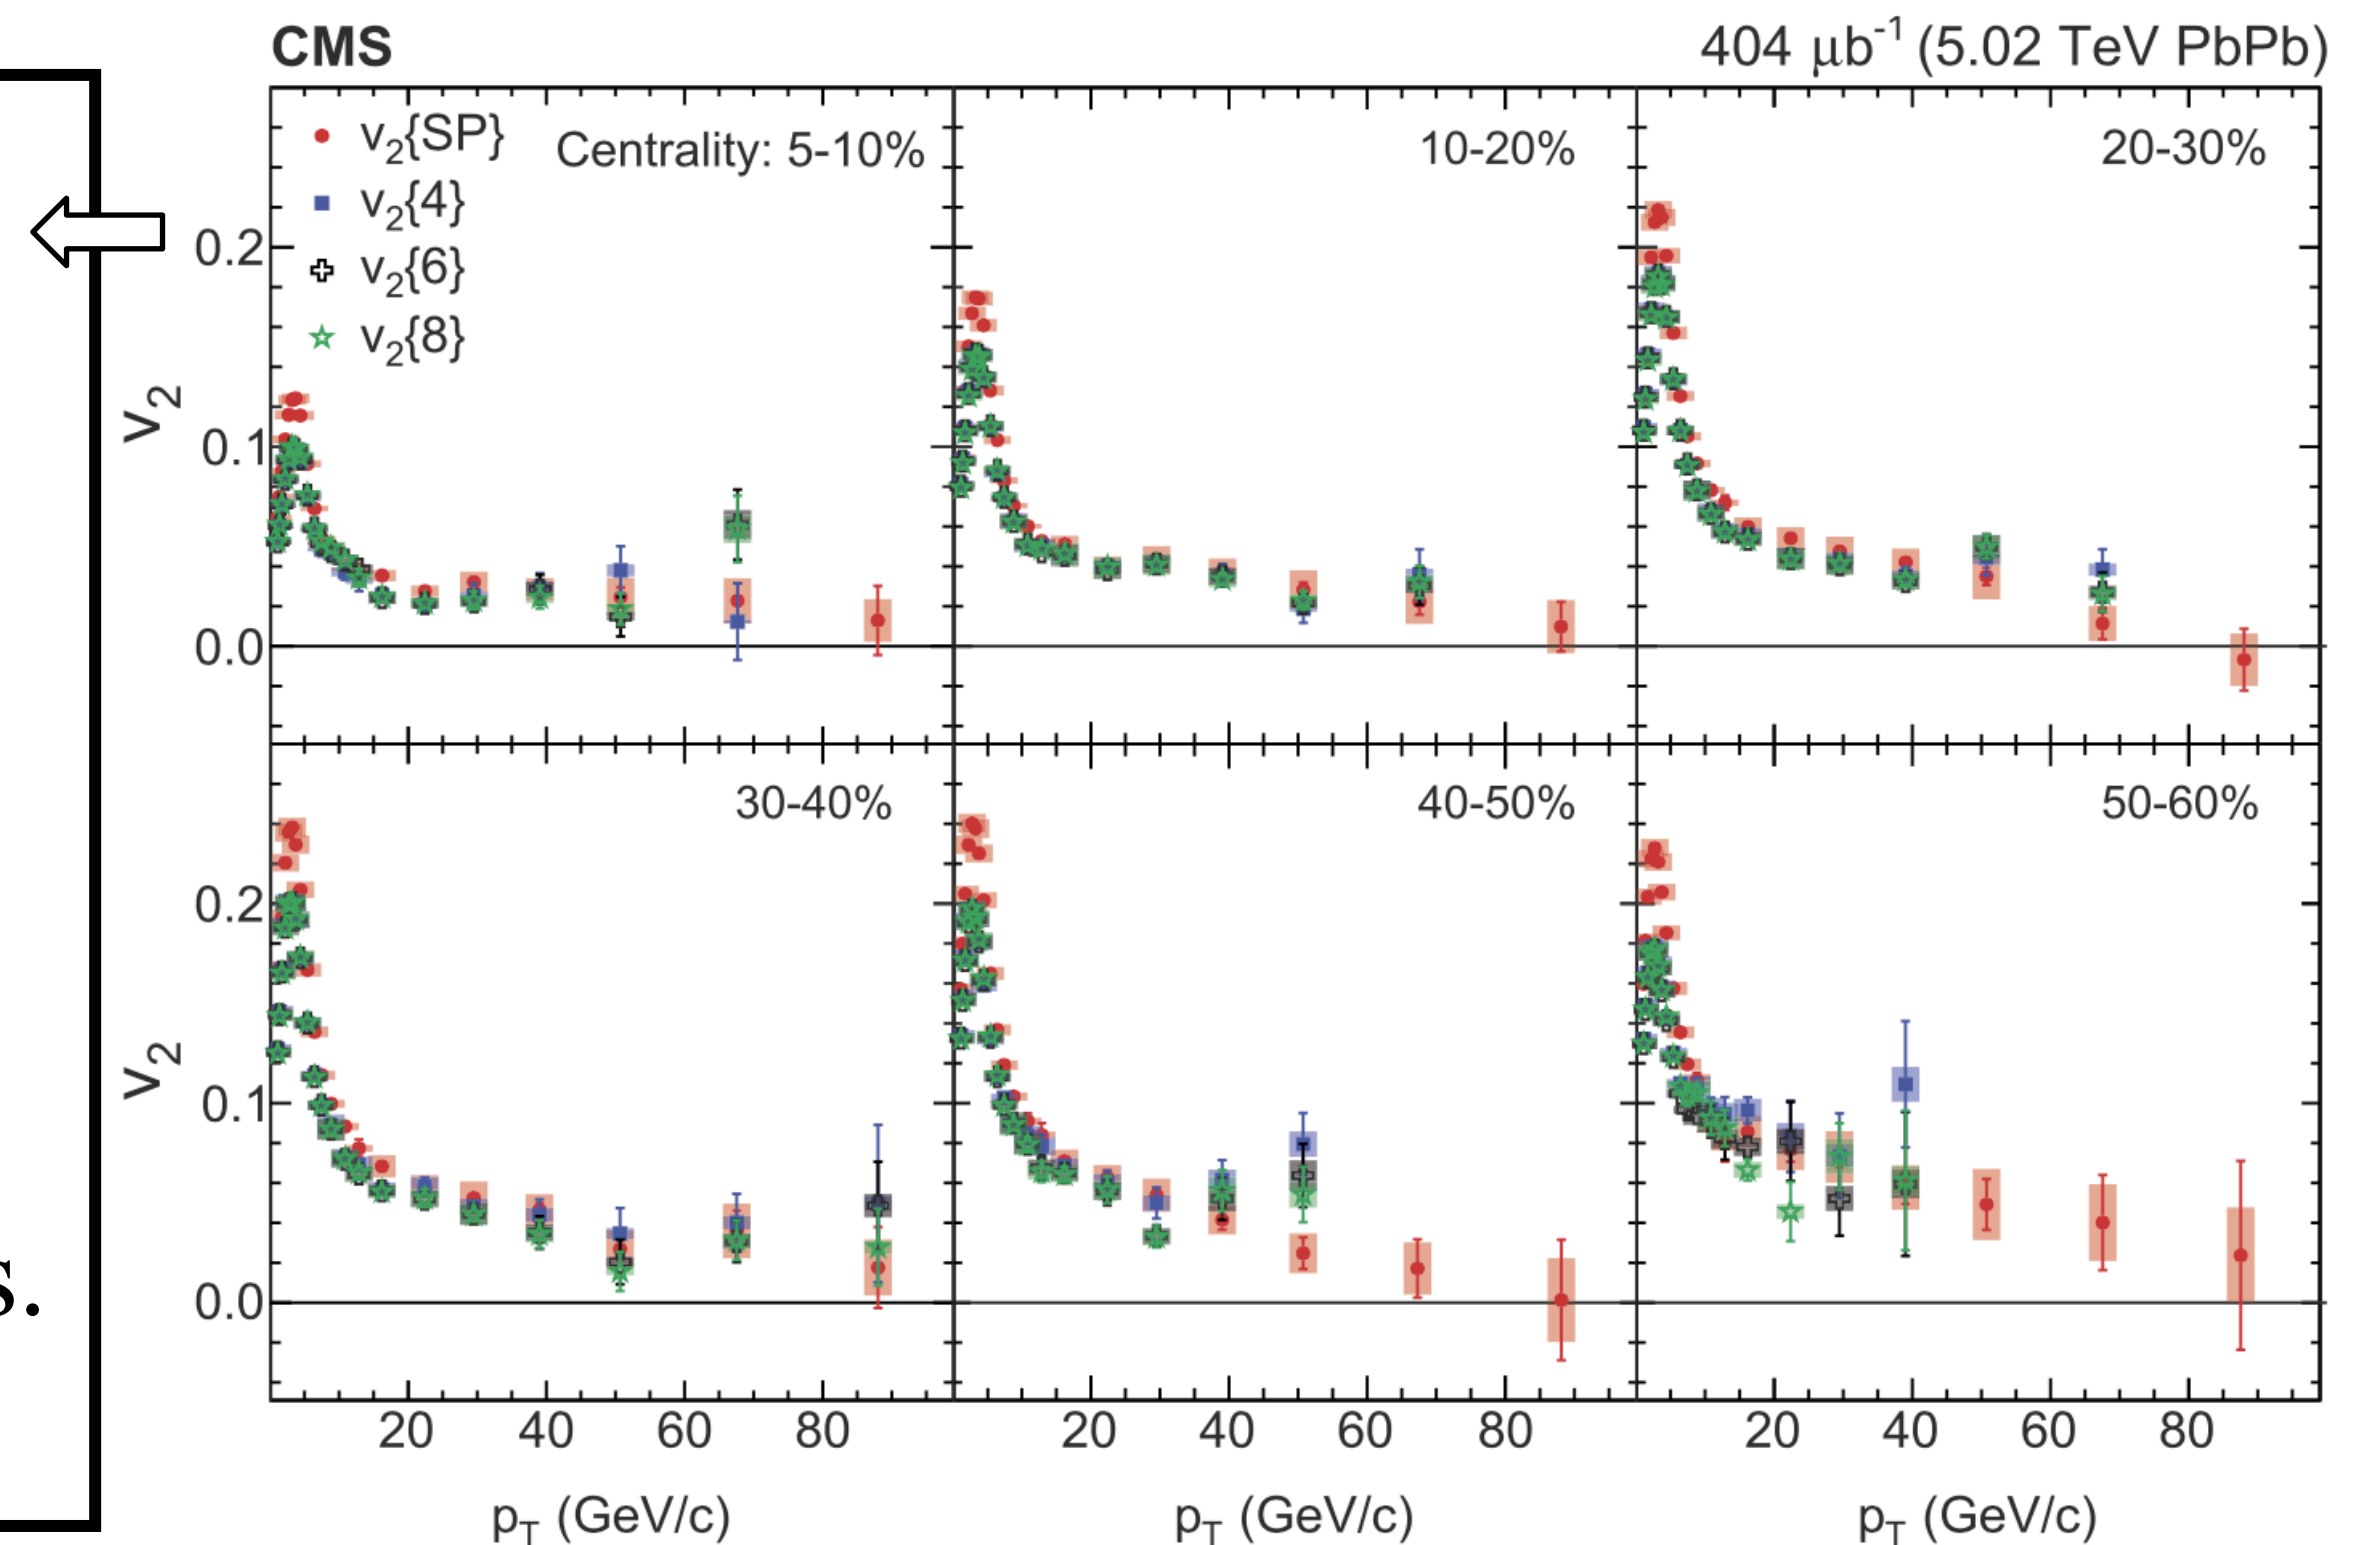 CMS 404 μb⁻¹ (5.02 TeV PbPb)
v₂{SP} Centrality: 5-10% 10-20% 20-30%
v₂{4}
0.2
v₂{6}
v₂{8}
v₂
0.1
0.0
30-40% 40-50% 50-60%
0.2
v₂
0.1
s.
0.0
20 40 60 80 20 40 60 80 20 40 60 80
p_T (GeV/c) p_T (GeV/c) p_T (GeV/c)